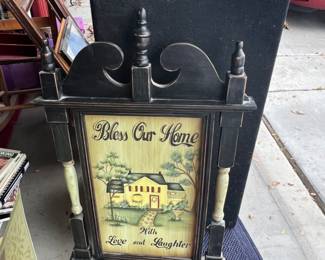 Bless Our Home
With
Love and Laughter